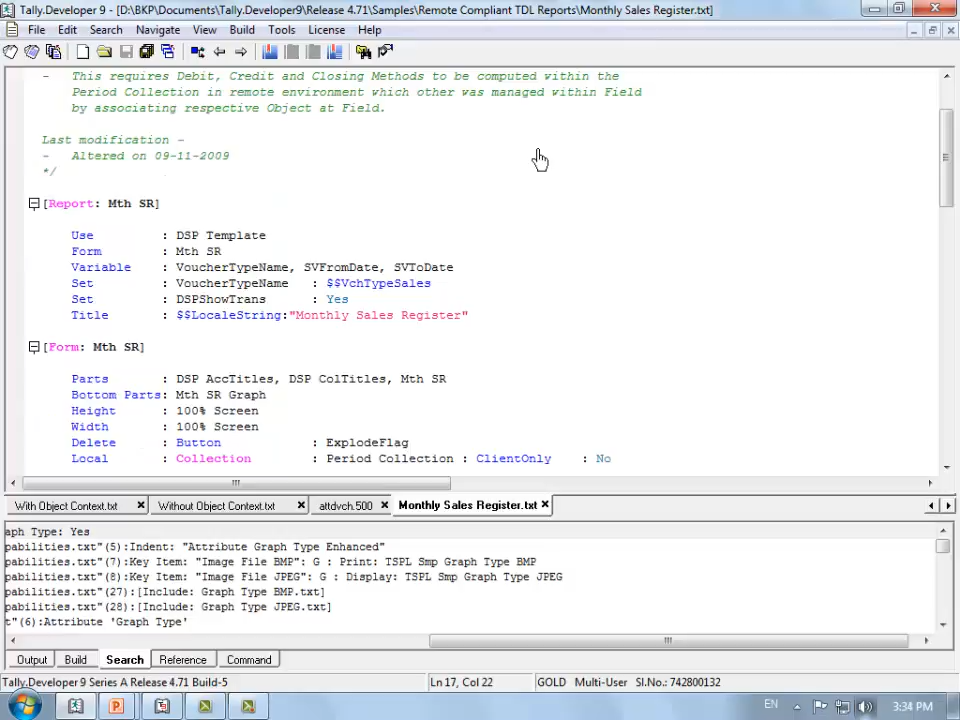 Tally.Developer 9 - [D:\BKP\Documents\Tally.Developer9\Release 4.71\Samples\Remote Compliant TDL Reports\Monthly Sales Register.txt]
File Edit Search Navigate View Build Tools License Help
- This requires Debit, Credit and Closing Methods to be computed within the
Period Collection in remote environment which other was managed within Field
by associating respective Object at Field.
Last modification -
- Altered on 09-11-2009
*/
[Report: Mth SR]
Use : DSP Template
Form : Mth SR
Variable : VoucherTypeName, SVFromDate, SVToDate
Set : VoucherTypeName : $$VchTypeSales
Set : DSPShowTrans : Yes
Title : $$LocaleString:"Monthly Sales Register"
[Form: Mth SR]
Parts : DSP AccTitles, DSP ColTitles, Mth SR
Bottom Parts: Mth SR Graph
Height : 100% Screen
Width : 100% Screen
Delete : Button : ExplodeFlag
Local : Collection : Period Collection : ClientOnly : No
With Object Context.txt Without Object Context.txt attdvch.500 Monthly Sales Register.txt
aph Type: Yes
pabilities.txt"(5):Indent: "Attribute Graph Type Enhanced"
pabilities.txt"(7):Key Item: "Image File BMP": G : Print: TSPL Smp Graph Type BMP
pabilities.txt"(8):Key Item: "Image File JPEG": G : Display: TSPL Smp Graph Type JPEG
pabilities.txt"(27):[Include: Graph Type BMP.txt]
pabilities.txt"(28):[Include: Graph Type JPEG.txt]
t"(6):Attribute 'Graph Type'
Output Build Search Reference Command
Tally.Developer 9 Series A Release 4.71 Build-5 Ln 17, Col 22 GOLD Multi-User Sl.No.: 742800132
EN 3:34 PM